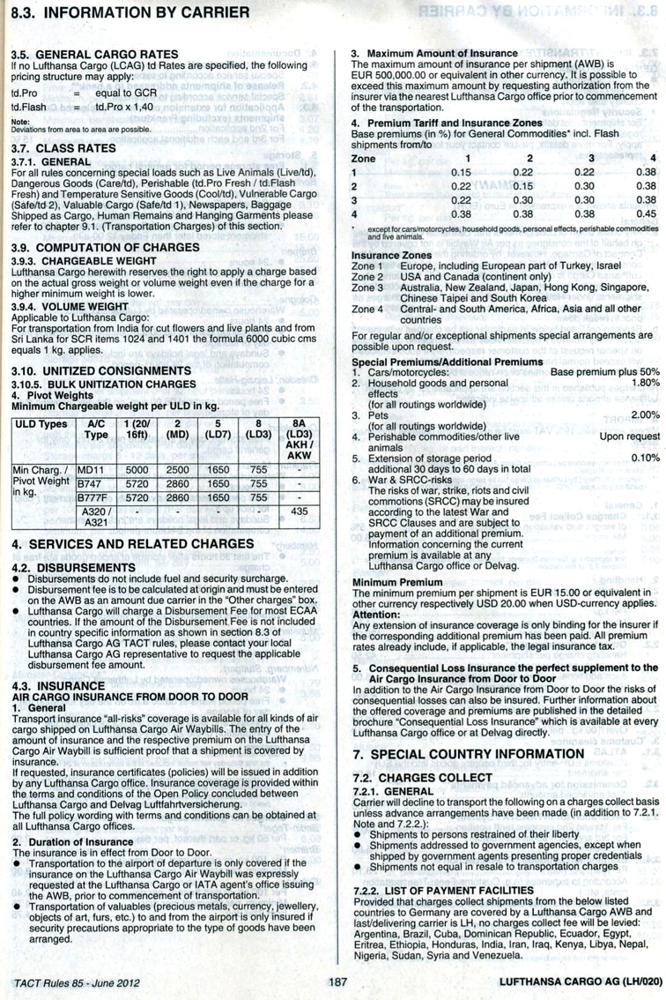 8.3. INFORMATION BY CARRIER
3.5. GENERAL CARGO RATES
If no Lufthansa Cargo (LCAG) td Rates are specified, the following
pricing structure may apply:
td.Pro = equal to GCR
td.Flash = td.Pro x 1,40
Note:
Deviations from area to area are possible.
3.7. CLASS RATES
3.7.1. GENERAL
For all rules concerning special loads such as Live Animals (Live/td),
Dangerous Goods (Care/td), Perishable (td.Pro Fresh / td.Flash
Fresh) and Temperature Sensitive Goods (Cool/td), Vulnerable Cargo
(Safe/td 2), Valuable Cargo (Safe/td 1), Newspapers, Baggage
Shipped as Cargo, Human Remains and Hanging Garments please
refer to chapter 9.1. (Transportation Charges) of this section.
3.9. COMPUTATION OF CHARGES
3.9.3. CHARGEABLE WEIGHT
Lufthansa Cargo herewith reserves the right to apply a charge based
on the actual gross weight or volume weight even if the charge for a
higher minimum weight is lower.
3.9.4. VOLUME WEIGHT
Applicable to Lufthansa Cargo:
For transportation from India for cut flowers and live plants and from
Sri Lanka for SCR items 1024 and 1401 the formula 6000 cubic cms
equals 1 kg. applies.
3.10. UNITIZED CONSIGNMENTS
3.10.5. BULK UNITIZATION CHARGES
4. Pivot Weights
Minimum Chargeable weight per ULD in kg.
ULD Types A/C Type 1 (20/ 16ft) 2 (MD) 5 (LD7) 8 (LD3) 8A (LD3) AKH / AKW
Min Charg. / Pivot Weight in kg. MD11 5000 2500 1650 755 -
B747 5720 2860 1650 755 -
B777F 5720 2860 1650 755 -
A320 / A321 - - - - 435
4. SERVICES AND RELATED CHARGES
4.2. DISBURSEMENTS
● Disbursements do not include fuel and security surcharge.
● Disbursement fee is to be calculated at origin and must be entered
on the AWB as an amount due carrier in the "Other charges" box.
● Lufthansa Cargo will charge a Disbursement Fee for most ECAA
countries. If the amount of the Disbursement Fee is not included
in country specific information as shown in section 8.3 of
Lufthansa Cargo AG TACT rules, please contact your local
Lufthansa Cargo AG representative to request the applicable
disbursement fee amount.
4.3. INSURANCE
AIR CARGO INSURANCE FROM DOOR TO DOOR
1. General
Transport insurance "all-risks" coverage is available for all kinds of air
cargo shipped on Lufthansa Cargo Air Waybills. The entry of the
amount of insurance and the respective premium on the Lufthansa
Cargo Air Waybill is sufficient proof that a shipment is covered by
insurance.
If requested, insurance certificates (policies) will be issued in addition
by any Lufthansa Cargo office. Insurance coverage is provided within
the terms and conditions of the Open Policy concluded between
Lufthansa Cargo and Delvag Luftfahrtversicherung.
The full policy wording with terms and conditions can be obtained at
all Lufthansa Cargo offices.
2. Duration of Insurance
The insurance is in effect from Door to Door.
● Transportation to the airport of departure is only covered if the
insurance on the Lufthansa Cargo Air Waybill was expressly
requested at the Lufthansa Cargo or IATA agent's office issuing
the AWB, prior to commencement of transportation.
● Transportation of valuables (precious metals, currency, jewellery,
objects of art, furs, etc.) to and from the airport is only insured if
security precautions appropriate to the type of goods have been
arranged.
3. Maximum Amount of Insurance
The maximum amount of insurance per shipment (AWB) is
EUR 500,000.00 or equivalent in other currency. It is possible to
exceed this maximum amount by requesting authorization from the
insurer via the nearest Lufthansa Cargo office prior to commencement
of the transportation.
4. Premium Tariff and Insurance Zones
Base premiums (in %) for General Commodities* incl. Flash
shipments from/to
Zone 1 2 3 4
1 0.15 0.22 0.22 0.38
2 0.22 0.15 0.30 0.38
3 0.22 0.30 0.30 0.38
4 0.38 0.38 0.38 0.45
* except for cars/motorcycles, household goods, personal effects, perishable commodities
and live animals.
Insurance Zones
Zone 1 Europe, including European part of Turkey, Israel
Zone 2 USA and Canada (continent only)
Zone 3 Australia, New Zealand, Japan, Hong Kong, Singapore,
Chinese Taipei and South Korea
Zone 4 Central- and South America, Africa, Asia and all other
countries
For regular and/or exceptional shipments special arrangements are
possible upon request.
Special Premiums/Additional Premiums
1. Cars/motorcycles: Base premium plus 50%
2. Household goods and personal 1.80%
effects
(for all routings worldwide)
3. Pets 2.00%
(for all routings worldwide)
4. Perishable commodities/other live Upon request
animals
5. Extension of storage period 0.10%
additional 30 days to 60 days in total
6. War & SRCC-risks
The risks of war, strike, riots and civil
commotions (SRCC) may be insured
according to the latest War and
SRCC Clauses and are subject to
payment of an additional premium.
Information concerning the current
premium is available at any
Lufthansa Cargo office or Delvag.
Minimum Premium
The minimum premium per shipment is EUR 15.00 or equivalent in
other currency respectively USD 20.00 when USD-currency applies.
Attention:
Any extension of insurance coverage is only binding for the insurer if
the corresponding additional premium has been paid. All premium
rates already include, if applicable, the legal insurance tax.
5. Consequential Loss Insurance the perfect supplement to the
Air Cargo Insurance from Door to Door
In addition to the Air Cargo Insurance from Door to Door the risks of
consequential losses can also be insured. Further information about
the offered coverage and premiums are published in the detailed
brochure "Consequential Loss Insurance" which is available at every
Lufthansa Cargo office or at Delvag directly.
7. SPECIAL COUNTRY INFORMATION
7.2. CHARGES COLLECT
7.2.1. GENERAL
Carrier will decline to transport the following on a charges collect basis
unless advance arrangements have been made (in addition to 7.2.1.
Note and 7.2.2.):
● Shipments to persons restrained of their liberty
● Shipments addressed to government agencies, except when
shipped by government agents presenting proper credentials
● Shipments not equal in resale to transportation charges
7.2.2. LIST OF PAYMENT FACILITIES
Provided that charges collect shipments from the below listed
countries to Germany are covered by a Lufthansa Cargo AWB and
last/delivering carrier is LH, no charges collect fee will be levied:
Argentina, Brazil, Cuba, Dominican Republic, Ecuador, Egypt,
Eritrea, Ethiopia, Honduras, India, Iran, Iraq, Kenya, Libya, Nepal,
Nigeria, Sudan, Syria and Venezuela.
TACT Rules 85 - June 2012 187 LUFTHANSA CARGO AG (LH/020)